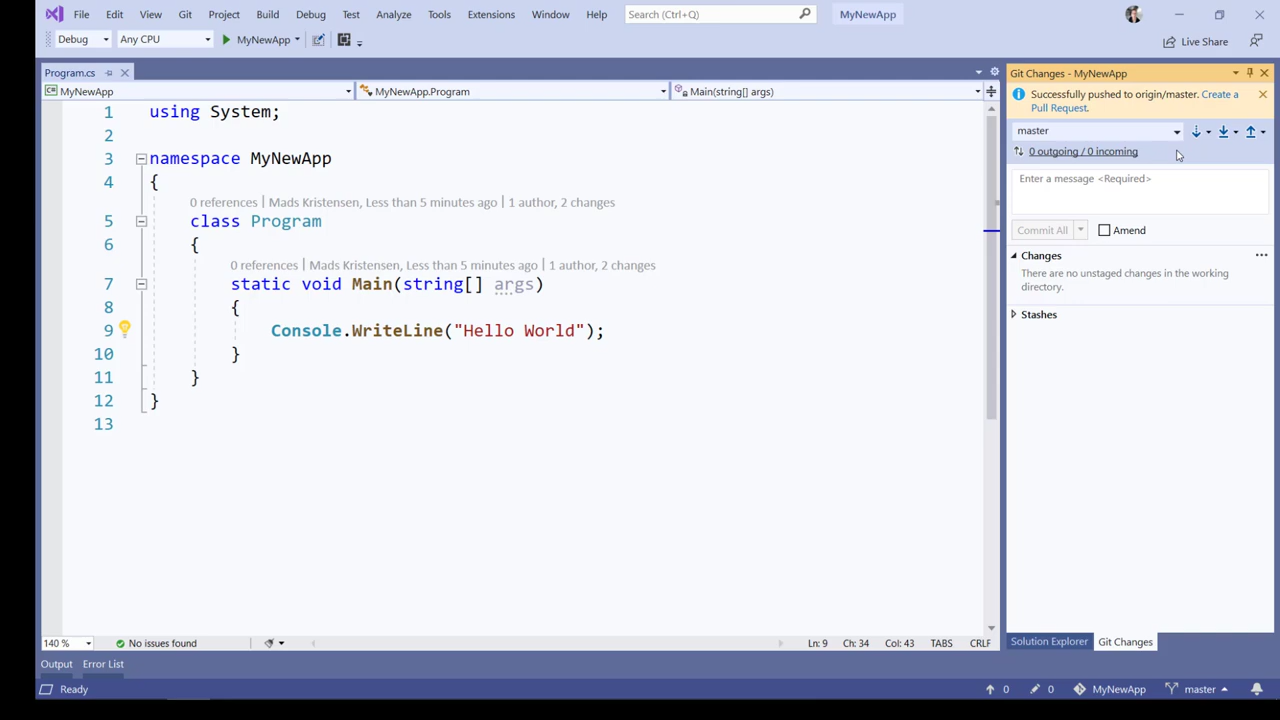 File Edit View Git Project Build Debug Test Analyze Tools Extensions Window Help Search (Ctrl+Q) MyNewApp
Debug Any CPU MyNewApp Live Share
Program.cs
MyNewApp MyNewApp.Program Main(string[] args)
1 using System;
2
3 namespace MyNewApp
4 {
0 references | Mads Kristensen, Less than 5 minutes ago | 1 author, 2 changes
5 class Program
6 {
0 references | Mads Kristensen, Less than 5 minutes ago | 1 author, 2 changes
7 static void Main(string[] args)
8 {
9 Console.WriteLine("Hello World");
10 }
11 }
12 }
13
140 % No issues found Ln: 9 Ch: 34 Col: 43 TABS CRLF
Git Changes - MyNewApp
Successfully pushed to origin/master. Create a
Pull Request.
master
0 outgoing / 0 incoming
Enter a message <Required>
Commit All Amend
Changes
There are no unstaged changes in the working
directory.
Stashes
Solution Explorer Git Changes
Output Error List
Ready 0 0 MyNewApp master